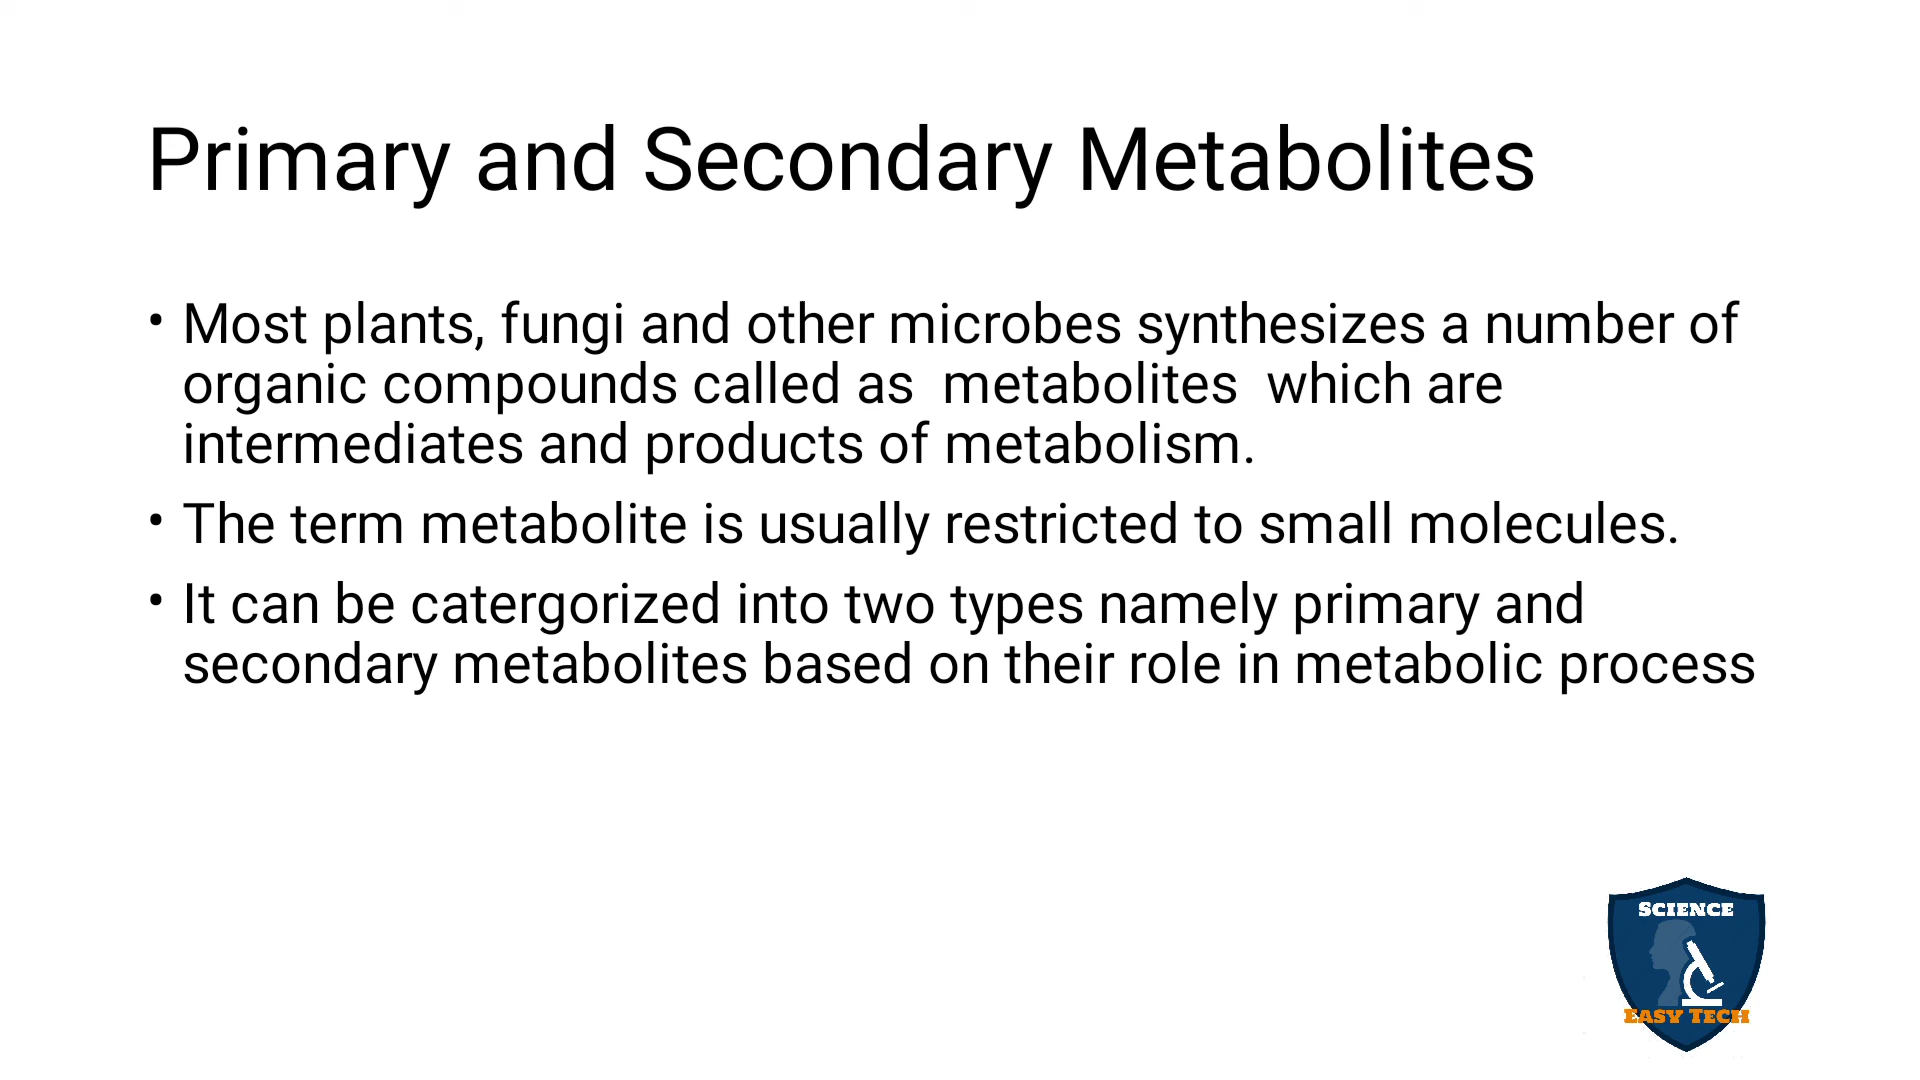 Primary and Secondary Metabolites
• Most plants, fungi and other microbes synthesizes a number of
organic compounds called as  metabolites  which are
intermediates and products of metabolism.
• The term metabolite is usually restricted to small molecules.
• It can be catergorized into two types namely primary and
secondary metabolites based on their role in metabolic process
SCIENCE
EASY TECH